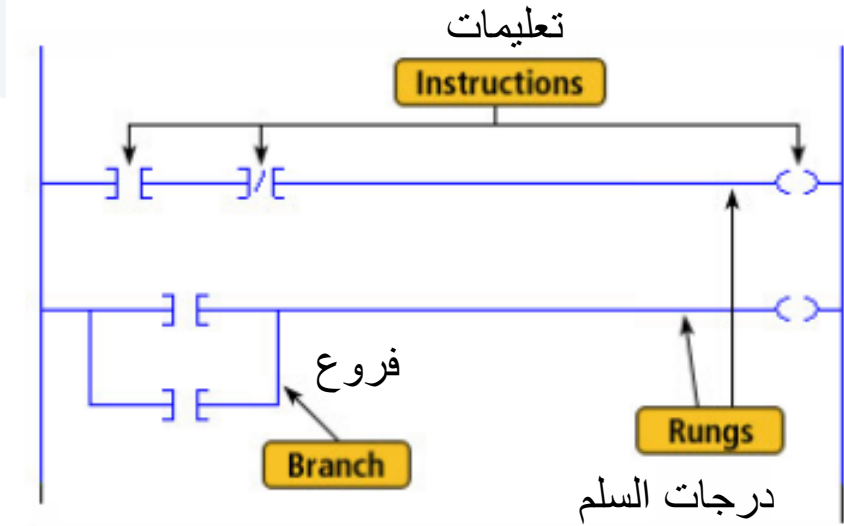 تعليمات
Instructions
فروع
Branch
Rungs
درجات السلم